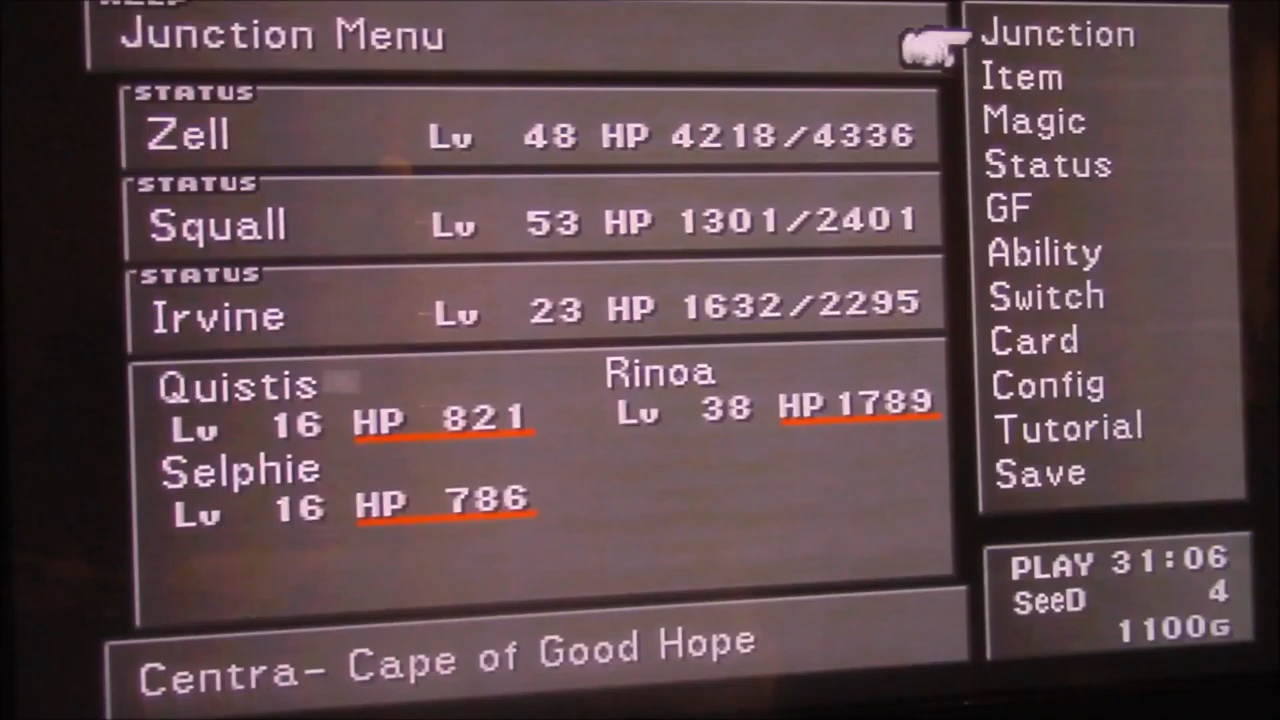 HELP
Junction Menu
STATUS
Zell Lv 48 HP 4218/4336
STATUS
Squall Lv 53 HP 1301/2401
STATUS
Irvine Lv 23 HP 1632/2295
Quistis
Lv 16 HP 821
Rinoa
Lv 38 HP 1789
Selphie
Lv 16 HP 786
Centra- Cape of Good Hope
Junction
Item
Magic
Status
GF
Ability
Switch
Card
Config
Tutorial
Save
PLAY 31:06
SeeD 4
1100G